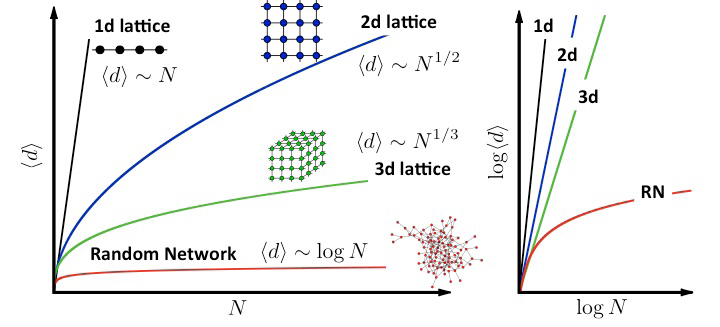 1d lattice
⟨d⟩ ∼ N
2d lattice
⟨d⟩ ∼ N^{1/2}
⟨d⟩ ∼ N^{1/3}
3d lattice
Random Network ⟨d⟩ ∼ log N
⟨d⟩
N
1d
2d
3d
RN
log⟨d⟩
log N